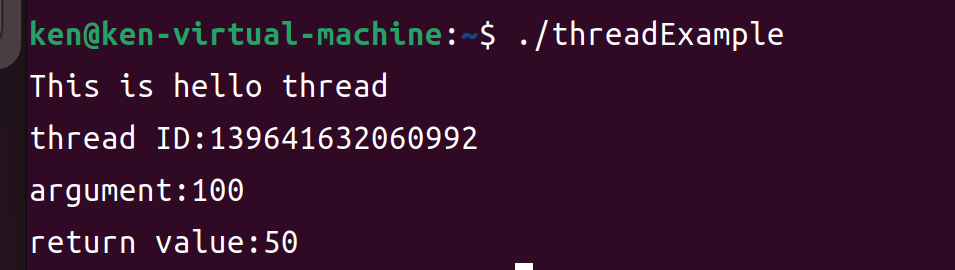 ken@ken-virtual-machine:~$ ./threadExample
This is hello thread
thread ID:139641632060992
argument:100
return value:50